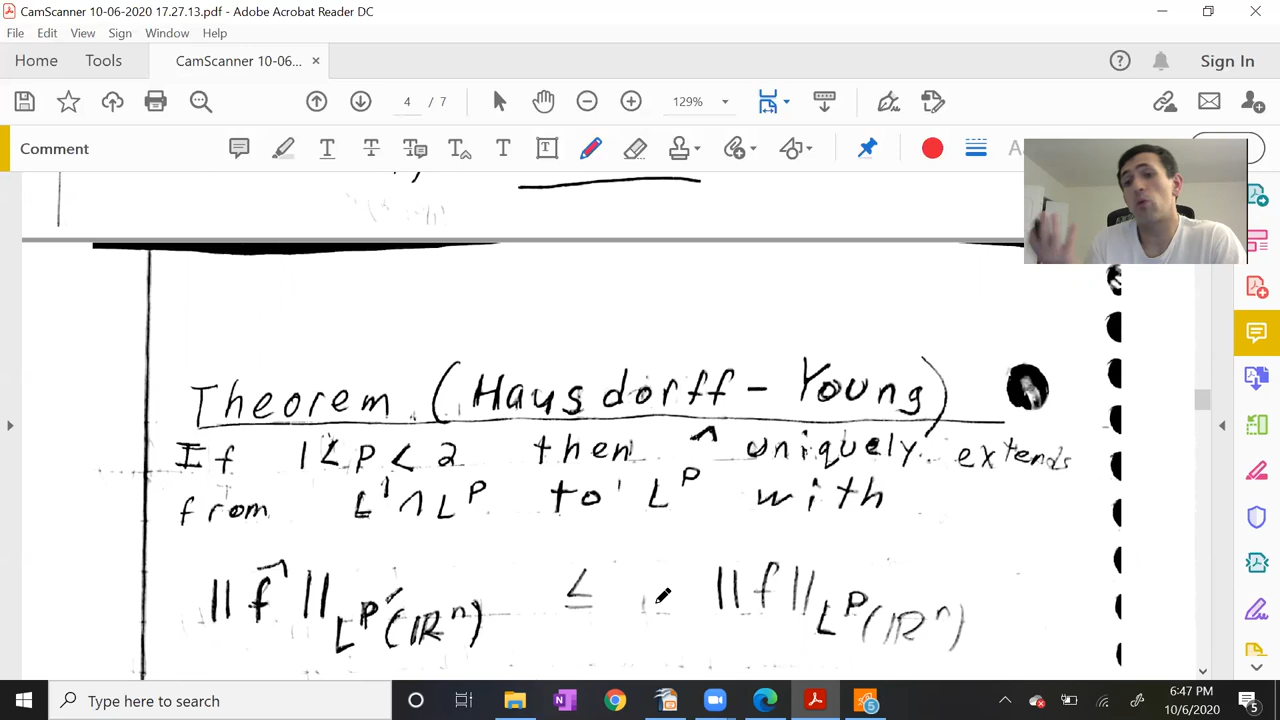 CamScanner 10-06-2020 17.27.13.pdf - Adobe Acrobat Reader DC
File Edit View Sign Window Help
Home Tools CamScanner 10-06... × Sign In
4 / 7 129%
Comment
Theorem (Hausdorff - Young)
If 1 < p < 2 then ^ uniquely extends
from L¹ ∩ Lᵖ to Lᵖ with
||f̂||_{L^{p'}(ℝⁿ)} ≤ ||f||_{L^p(ℝⁿ)}
Type here to search
6:47 PM
10/6/2020
5
5